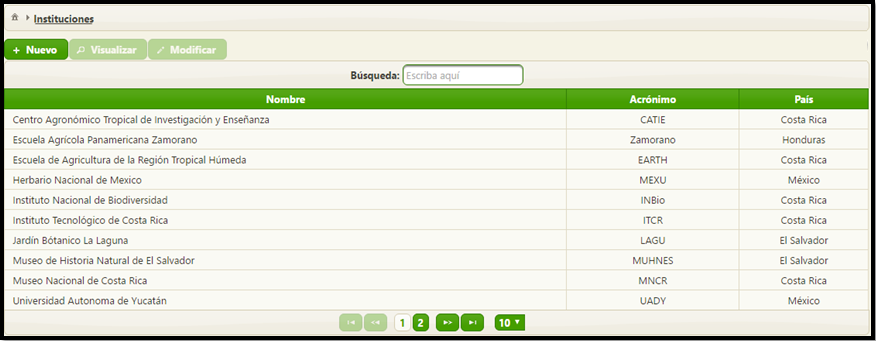 Instituciones
+ Nuevo Visualizar Modificar
Búsqueda: Escriba aquí
Nombre Acrónimo País
Centro Agronómico Tropical de Investigación y Enseñanza CATIE Costa Rica
Escuela Agrícola Panamericana Zamorano Zamorano Honduras
Escuela de Agricultura de la Región Tropical Húmeda EARTH Costa Rica
Herbario Nacional de Mexico MEXU México
Instituto Nacional de Biodiversidad INBio Costa Rica
Instituto Tecnológico de Costa Rica ITCR Costa Rica
Jardín Bótanico La Laguna LAGU El Salvador
Museo de Historia Natural de El Salvador MUHNES El Salvador
Museo Nacional de Costa Rica MNCR Costa Rica
Universidad Autonoma de Yucatán UADY México
1 2 10